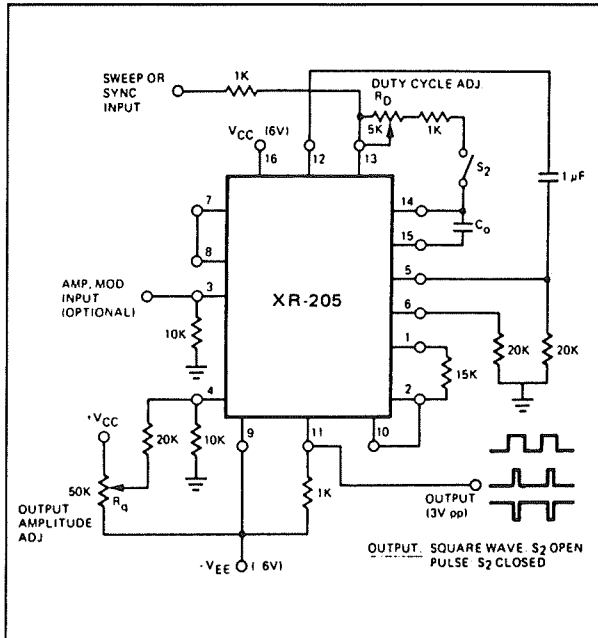 SWEEP OR
SYNC
INPUT
1K
DUTY CYCLE ADJ.
R_D
5K
1K
V_CC (6V)
16
12
13
S_2
1 μF
7
14
C_o
8
15
5
AMP. MOD
INPUT
(OPTIONAL)
3
XR-205
6
10K
1
20K
20K
15K
4
2
+V_CC
20K
10K
9
11
10
50K
R_q
1K
OUTPUT
AMPLITUDE
ADJ
OUTPUT
(3V pp)
-V_EE (6V)
OUTPUT. SQUARE WAVE: S_2 OPEN
PULSE: S_2 CLOSED